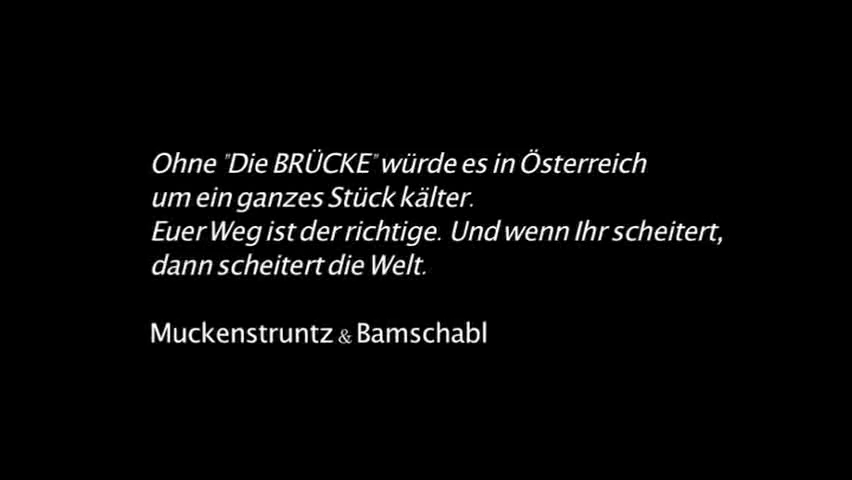 Ohne "Die BRÜCKE" würde es in Österreich
um ein ganzes Stück kälter.
Euer Weg ist der richtige. Und wenn Ihr scheitert,
dann scheitert die Welt.
Muckenstruntz & Bamschabl